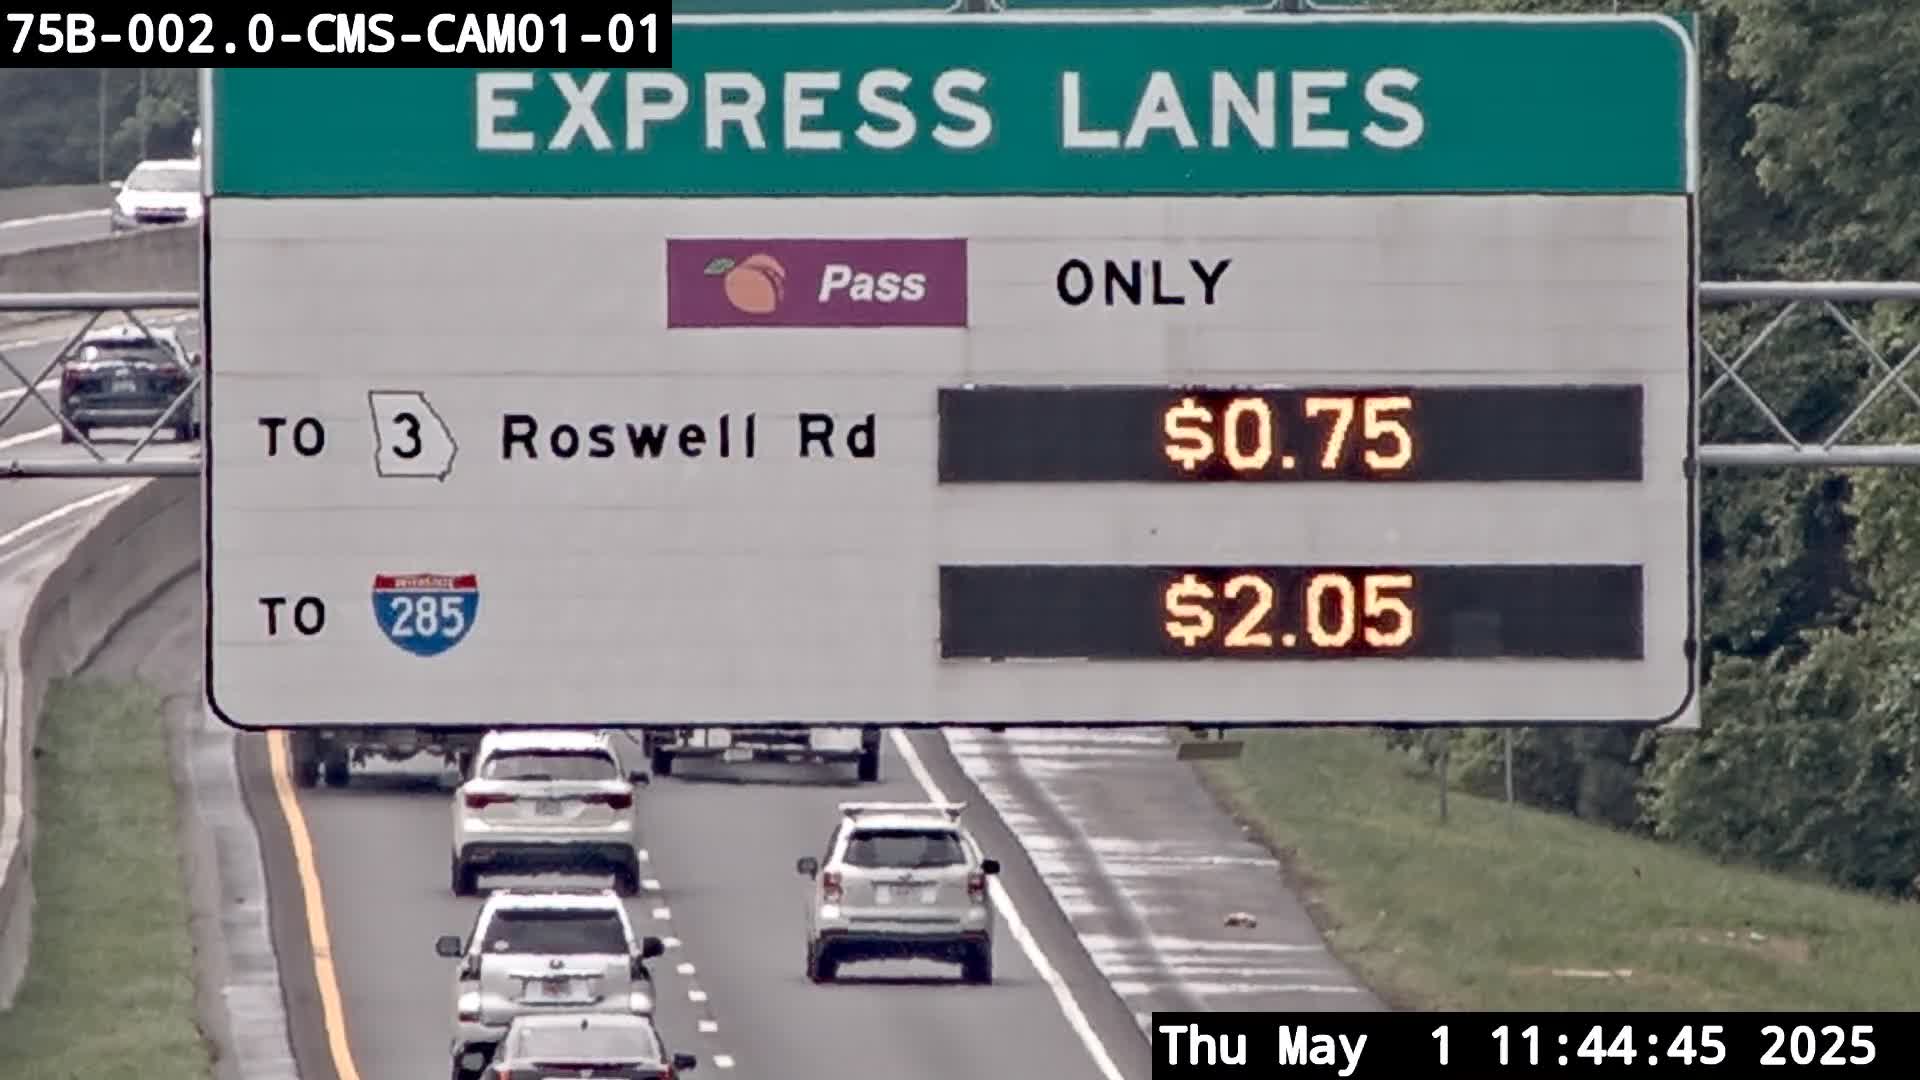 75B-002.0-CMS-CAM01-01
EXPRESS LANES
Pass ONLY
TO 3 Roswell Rd $0.75
TO 285 $2.05
Thu May 1 11:44:45 2025